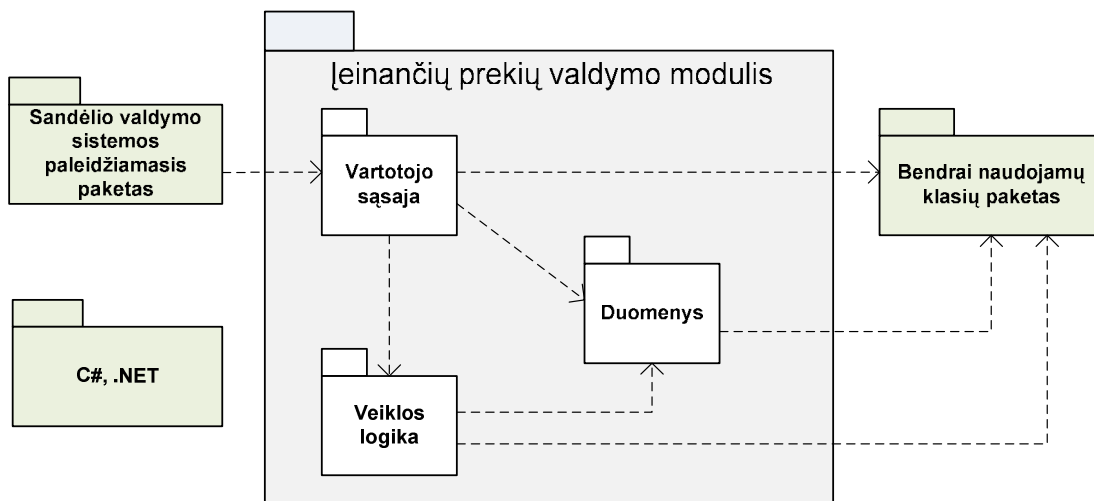 Įeinančių prekių valdymo modulis
Sandėlio valdymo
sistemos
paleidžiamasis
paketas
Vartotojo
sąsaja
Bendrai naudojamų
klasių paketas
Duomenys
C#, .NET
Veiklos
logika